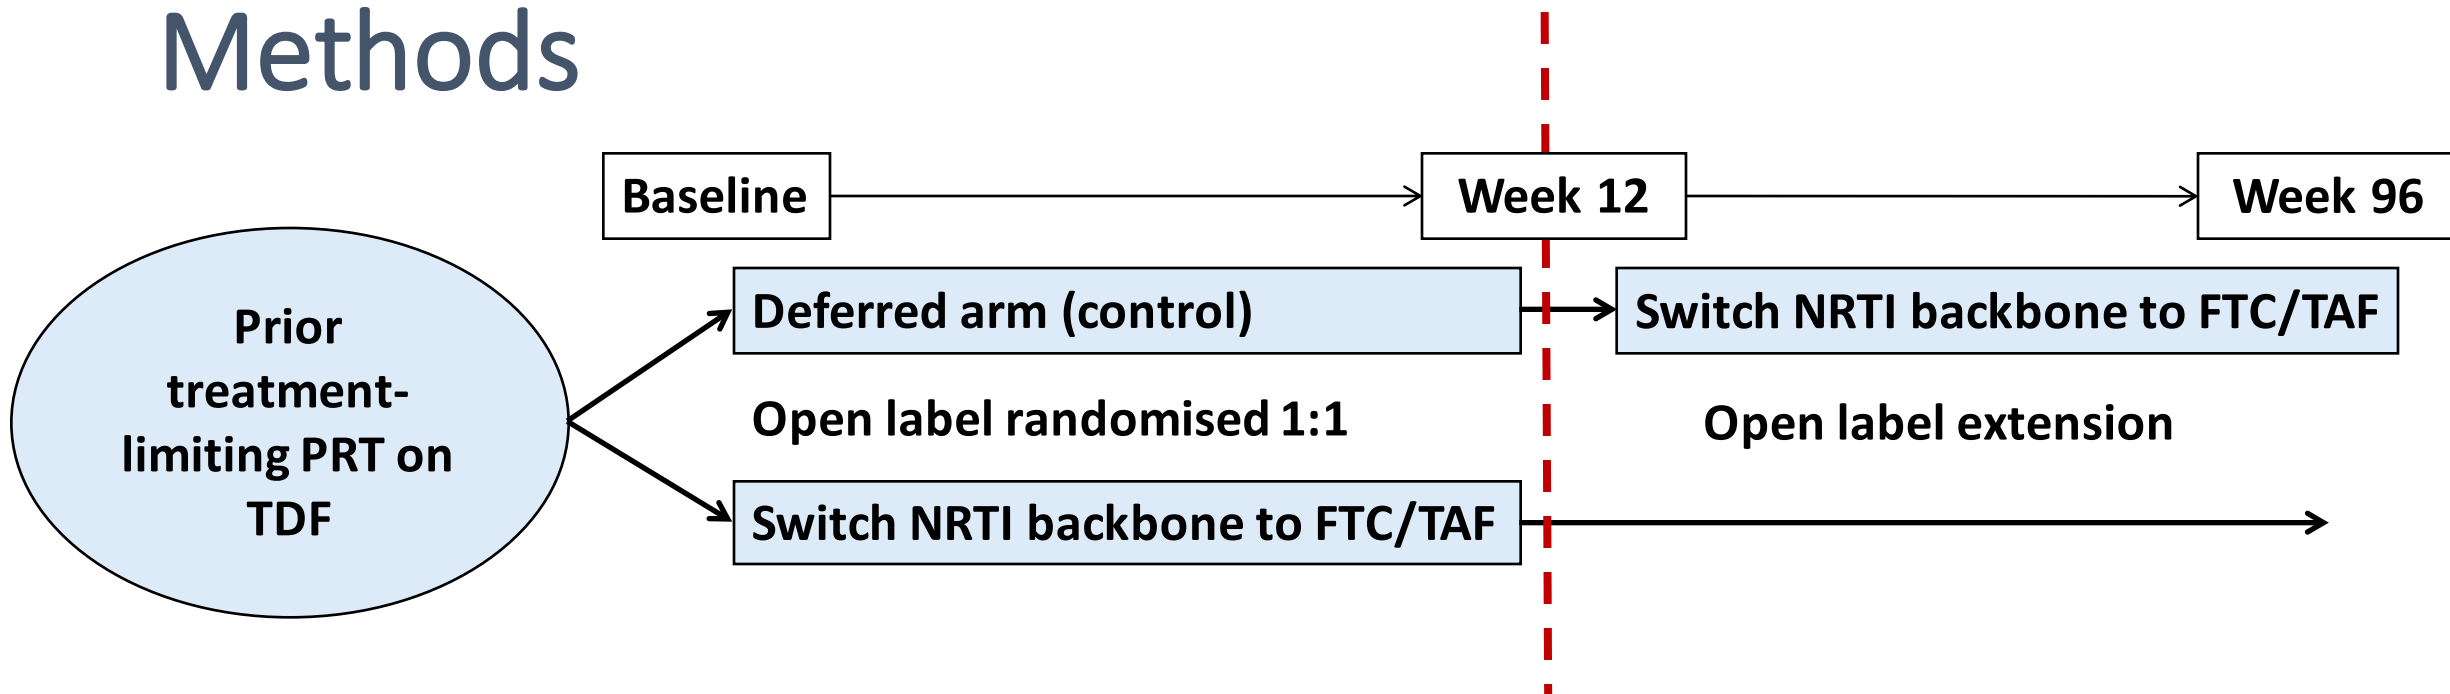 Methods
Baseline
Week 12
Week 96
Prior
treatment-
limiting PRT on
TDF
Deferred arm (control)
Switch NRTI backbone to FTC/TAF
Open label randomised 1:1
Open label extension
Switch NRTI backbone to FTC/TAF